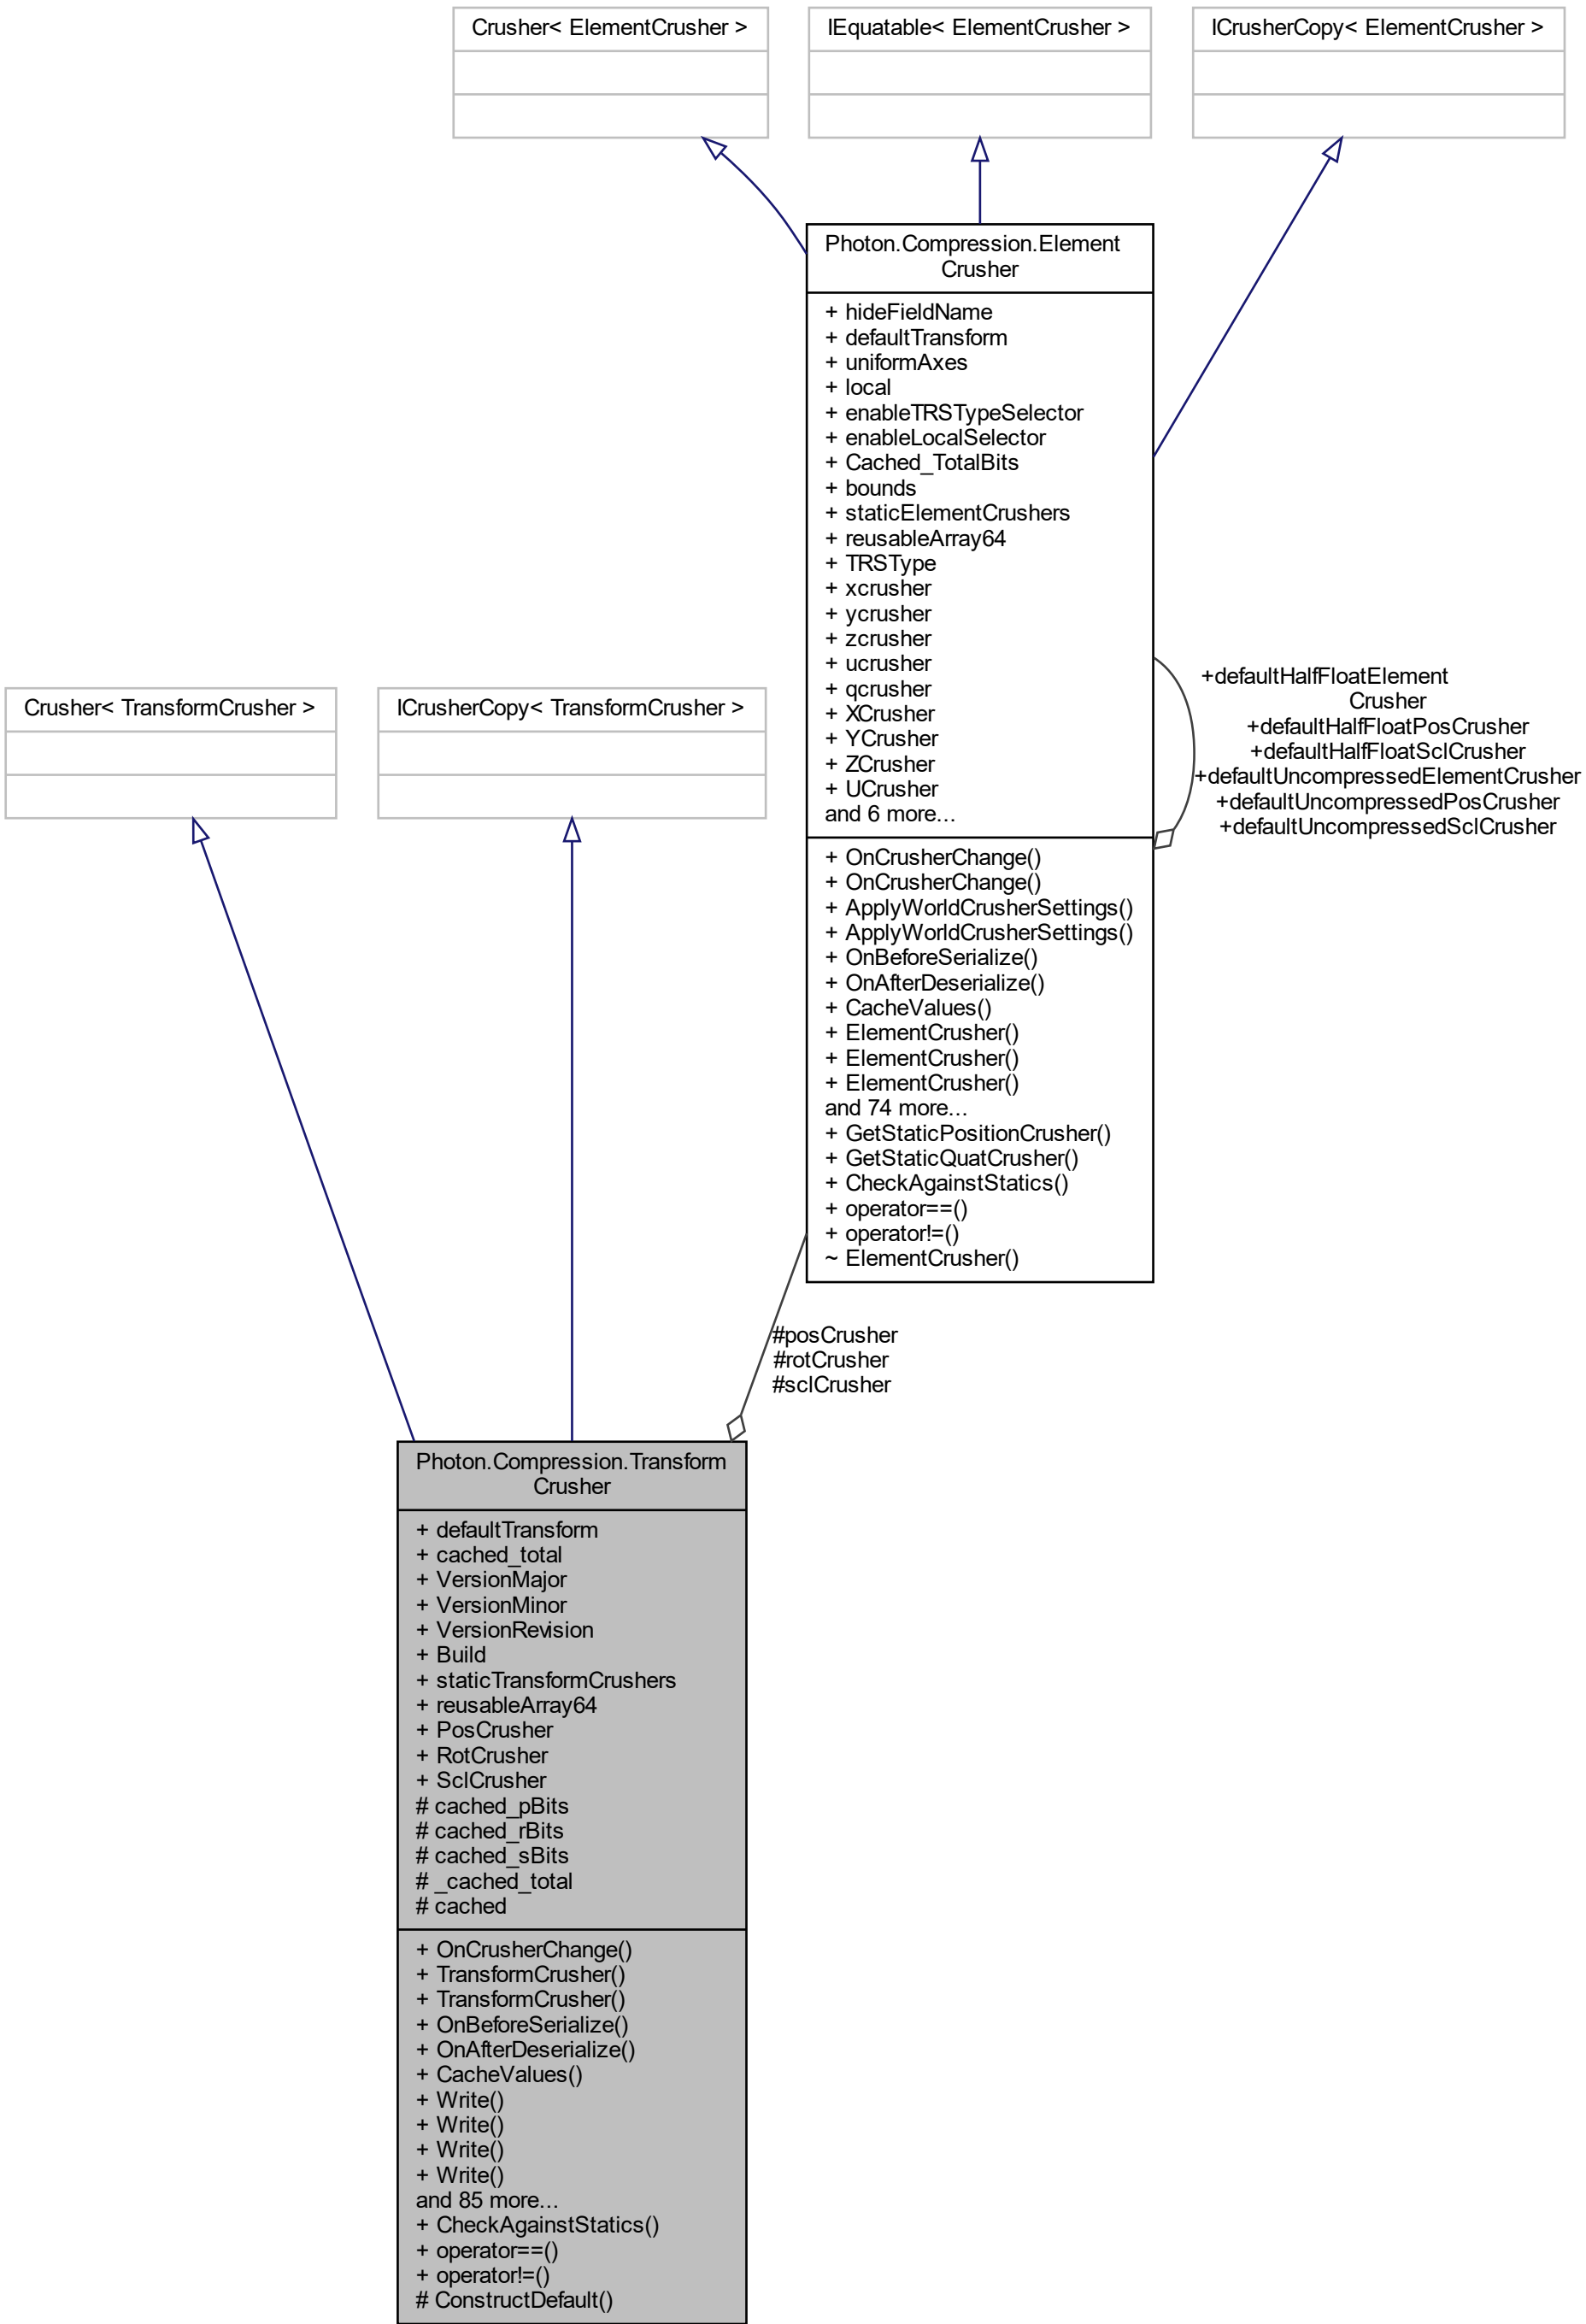 Crusher< ElementCrusher >
IEquatable< ElementCrusher >
ICrusherCopy< ElementCrusher >
Photon.Compression.Element
Crusher
+ hideFieldName
+ defaultTransform
+ uniformAxes
+ local
+ enableTRSTypeSelector
+ enableLocalSelector
+ Cached_TotalBits
+ bounds
+ staticElementCrushers
+ reusableArray64
+ TRSType
+ xcrusher
+ ycrusher
+ zcrusher
+ ucrusher
+ qcrusher
+ XCrusher
+ YCrusher
+ ZCrusher
+ UCrusher
and 6 more...
+ OnCrusherChange()
+ OnCrusherChange()
+ ApplyWorldCrusherSettings()
+ ApplyWorldCrusherSettings()
+ OnBeforeSerialize()
+ OnAfterDeserialize()
+ CacheValues()
+ ElementCrusher()
+ ElementCrusher()
+ ElementCrusher()
and 74 more...
+ GetStaticPositionCrusher()
+ GetStaticQuatCrusher()
+ CheckAgainstStatics()
+ operator==()
+ operator!=()
~ ElementCrusher()
+defaultHalfFloatElement
Crusher
+defaultHalfFloatPosCrusher
+defaultHalfFloatSclCrusher
+defaultUncompressedElementCrusher
+defaultUncompressedPosCrusher
+defaultUncompressedSclCrusher
Crusher< TransformCrusher >
ICrusherCopy< TransformCrusher >
#posCrusher
#rotCrusher
#sclCrusher
Photon.Compression.Transform
Crusher
+ defaultTransform
+ cached_total
+ VersionMajor
+ VersionMinor
+ VersionRevision
+ Build
+ staticTransformCrushers
+ reusableArray64
+ PosCrusher
+ RotCrusher
+ SclCrusher
# cached_pBits
# cached_rBits
# cached_sBits
# _cached_total
# cached
+ OnCrusherChange()
+ TransformCrusher()
+ TransformCrusher()
+ OnBeforeSerialize()
+ OnAfterDeserialize()
+ CacheValues()
+ Write()
+ Write()
+ Write()
+ Write()
and 85 more...
+ CheckAgainstStatics()
+ operator==()
+ operator!=()
# ConstructDefault()